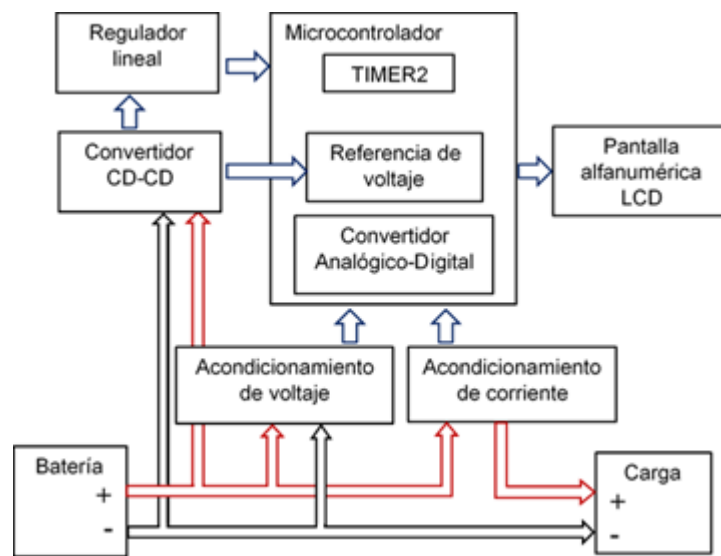 Regulador
lineal
Microcontrolador
TIMER2
Convertidor
CD-CD
Referencia de
voltaje
Pantalla
alfanumérica
LCD
Convertidor
Analógico-Digital
Acondicionamiento
de voltaje
Acondicionamiento
de corriente
Batería
+
-
Carga
+
-